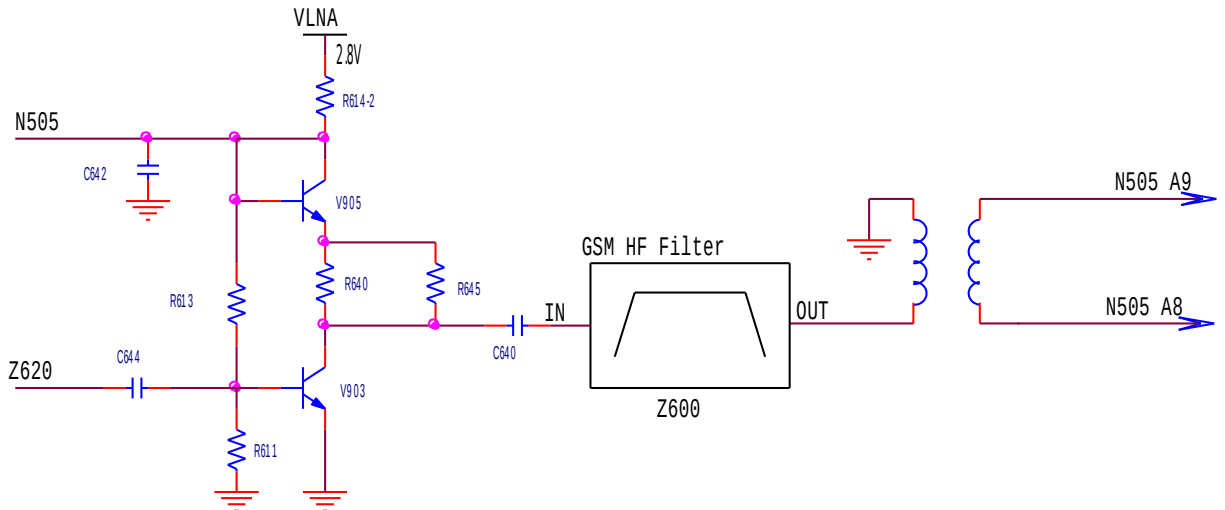 VLNA
2.8V
R614-2
N505
C642
V905
N505 A9
GSM HF Filter
R640
R645
R613
IN
OUT
N505 A8
C640
C644
Z620
V903
Z600
R611